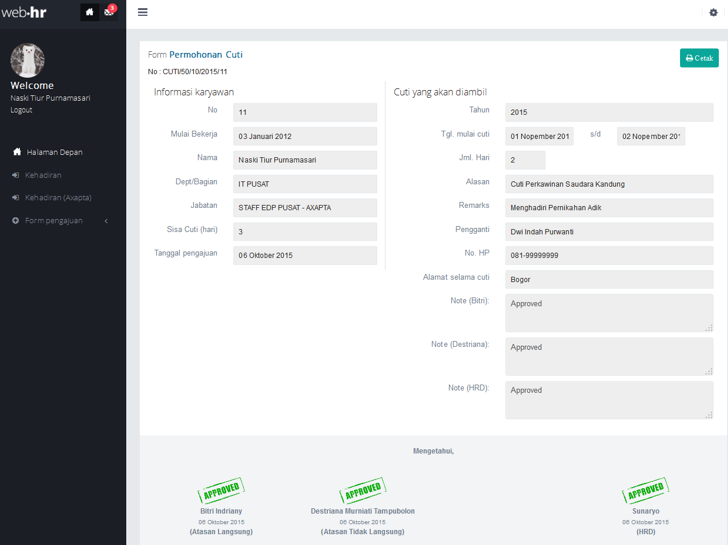 web·hr
3
Welcome
Naski Tiur Purnamasari
Logout
Halaman Depan
Kehadiran
Kehadiran (Axapta)
Form pengajuan
Form Permohonan Cuti
Cetak
No : CUTI/50/10/2015/11
Informasi karyawan
No 11
Mulai Bekerja 03 Januari 2012
Nama Naski Tiur Purnamasari
Dept/Bagian IT PUSAT
Jabatan STAFF EDP PUSAT - AXAPTA
Sisa Cuti (hari) 3
Tanggal pengajuan 06 Oktober 2015
Cuti yang akan diambil
Tahun 2015
Tgl. mulai cuti 01 Nopember 201 s/d 02 Nopember 201
Jml. Hari 2
Alasan Cuti Perkawinan Saudara Kandung
Remarks Menghadiri Pernikahan Adik
Pengganti Dwi Indah Purwanti
No. HP 081-99999999
Alamat selama cuti Bogor
Note (Bitri): Approved
Note (Destriana): Approved
Note (HRD): Approved
Mengetahui,
APPROVED APPROVED APPROVED
Bitri Indriany Destriana Murniati Tampubolon Sunaryo
06 Oktober 2015 06 Oktober 2015 06 Oktober 2015
(Atasan Langsung) (Atasan Tidak Langsung) (HRD)